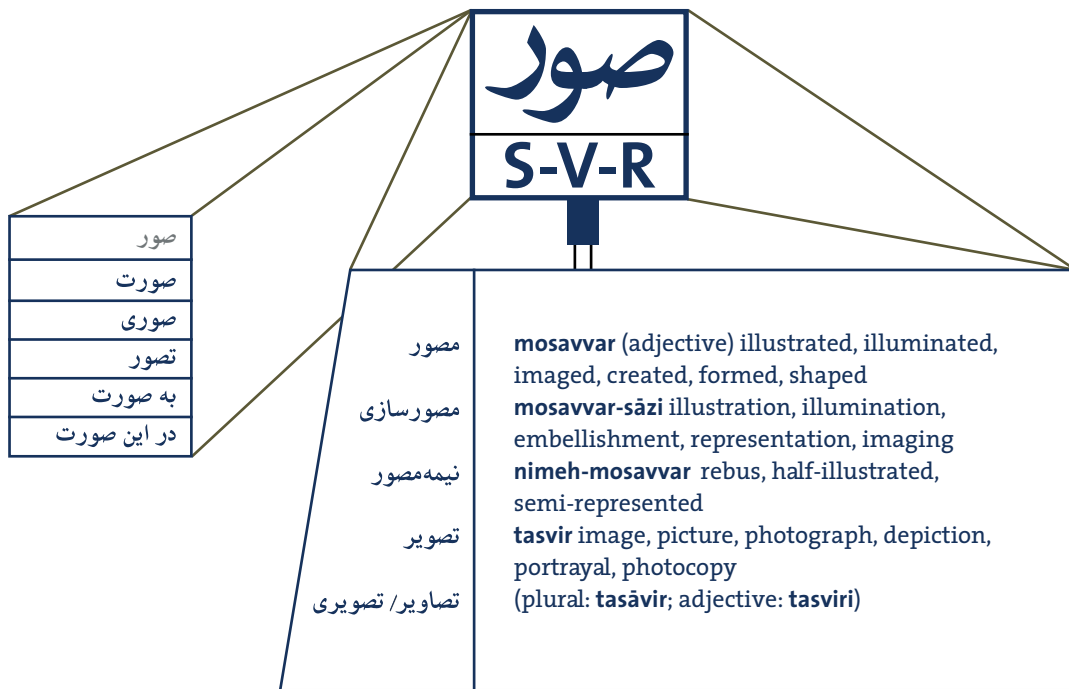 صور
S-V-R
صور
صورت
صوری
تصور
به صورت
در این صورت
مصور
mosavvar (adjective) illustrated, illuminated,
imaged, created, formed, shaped
مصورسازی
mosavvar-sāzi illustration, illumination,
embellishment, representation, imaging
نیمه‌مصور
nimeh-mosavvar rebus, half-illustrated,
semi-represented
تصویر
tasvir image, picture, photograph, depiction,
portrayal, photocopy
تصاویر/ تصویری
(plural: tasāvir; adjective: tasviri)